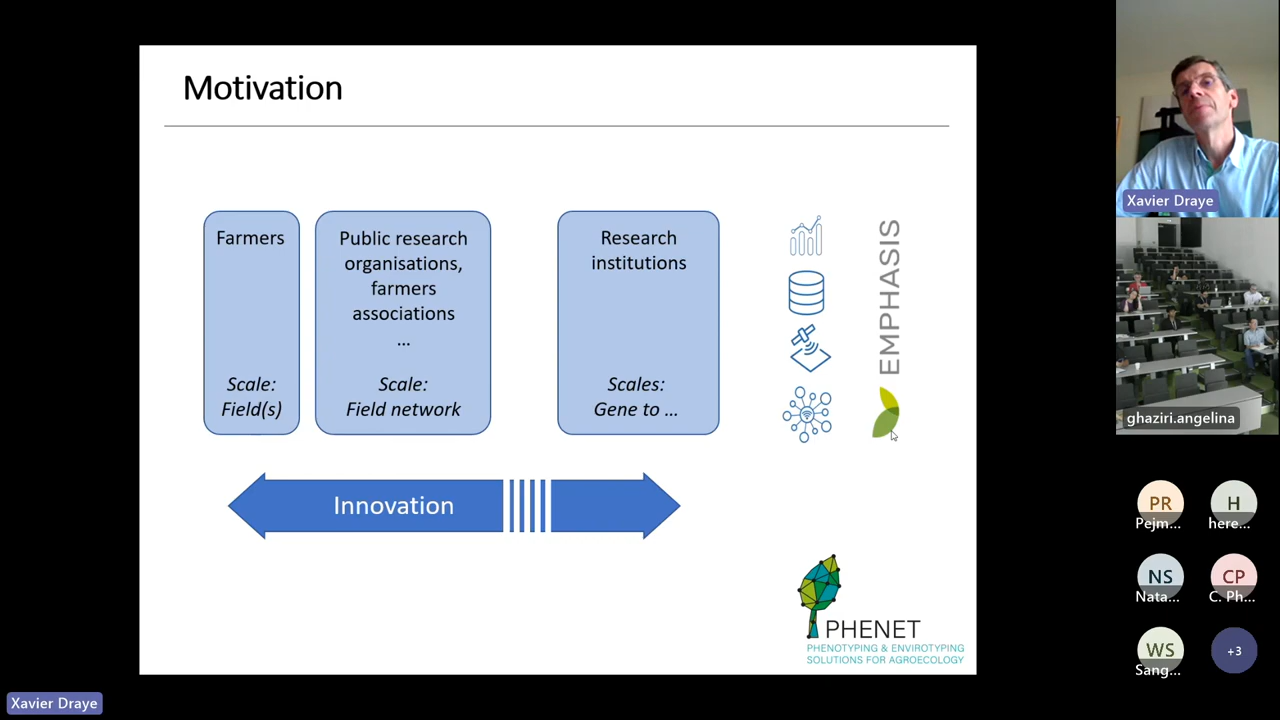 Motivation
Farmers
Scale:
Field(s)
Public research
organisations,
farmers
associations
...
Scale:
Field network
Research
institutions
Scales:
Gene to ...
EMPHASIS
Innovation
PHENET
PHENOTYPING & ENVIROTYPING
SOLUTIONS FOR AGROECOLOGY
Xavier Draye
ghaziri.angelina
PR
Pejm...
H
here...
NS
Nata...
CP
C. Ph...
WS
Sang...
+3
Xavier Draye